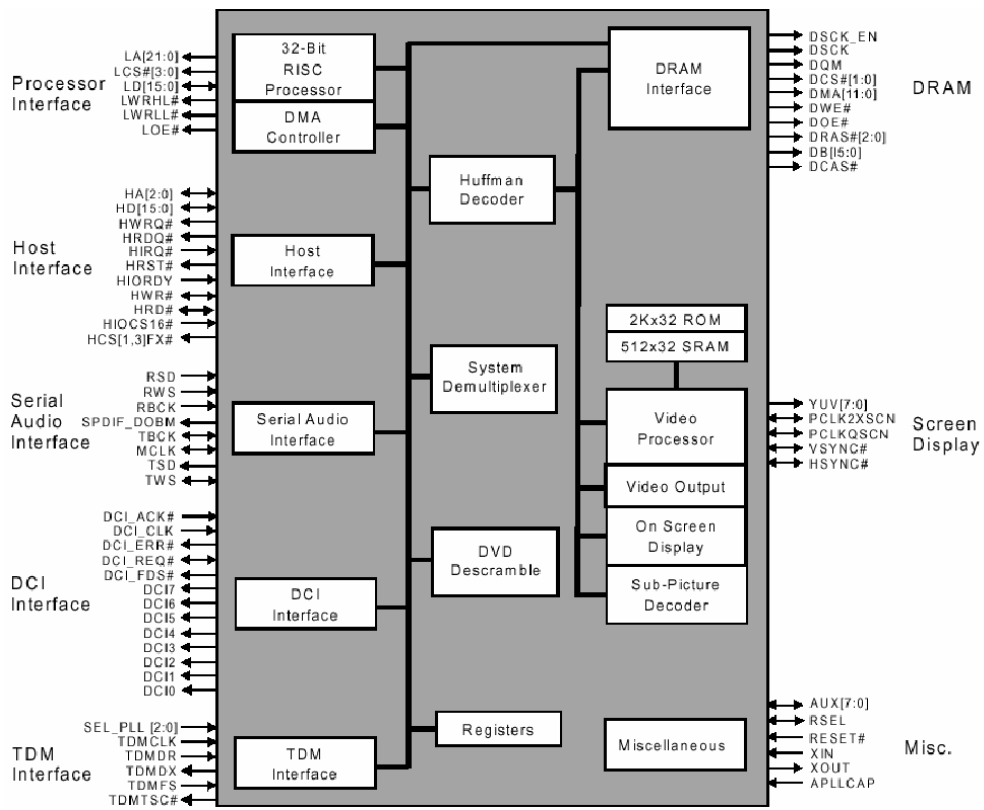 Processor
Interface
LA[21:0]
LCS#[3:0]
LD[15:0]
LWRHL#
LWRLL#
LOE#
Host
Interface
HA[2:0]
HD[15:0]
HWRQ#
HRDQ#
HIRQ#
HRST#
HIORDY
HWR#
HRD#
HIOCS16#
HCS[1,3]FX#
Serial
Audio
Interface
RSD
RWS
RBCK
SPDIF_DOBM
TBCK
MCLK
TSD
TWS
DCI
Interface
DCI_ACK#
DCI_CLK
DCI_ERR#
DCI_REQ#
DCI_FDS#
DCI7
DCI6
DCI5
DCI4
DCI3
DCI2
DCI1
DCI0
TDM
Interface
SEL_PLL [2:0]
TDMCLK
TDMDR
TDMDX
TDMFS
TDMTSC#
32-Bit
RISC
Processor
DMA
Controller
Host
Interface
Serial Audio
Interface
DCI
Interface
TDM
Interface
Huffman
Decoder
System
Demultiplexer
DVD
Descramble
Registers
DRAM
Interface
2Kx32 ROM
512x32 SRAM
Video
Processor
Video Output
On Screen
Display
Sub-Picture
Decoder
Miscellaneous
DSCK_EN
DSCK
DQM
DCS#[1:0]
DMA[11:0]
DWE#
DOE#
DRAS#[2:0]
DB[15:0]
DCAS#
DRAM
YUV[7:0]
PCLK2XSCN
PCLKQSCN
VSYNC#
HSYNC#
Screen
Display
AUX[7:0]
RSEL
RESET#
XIN
XOUT
APLLCAP
Misc.